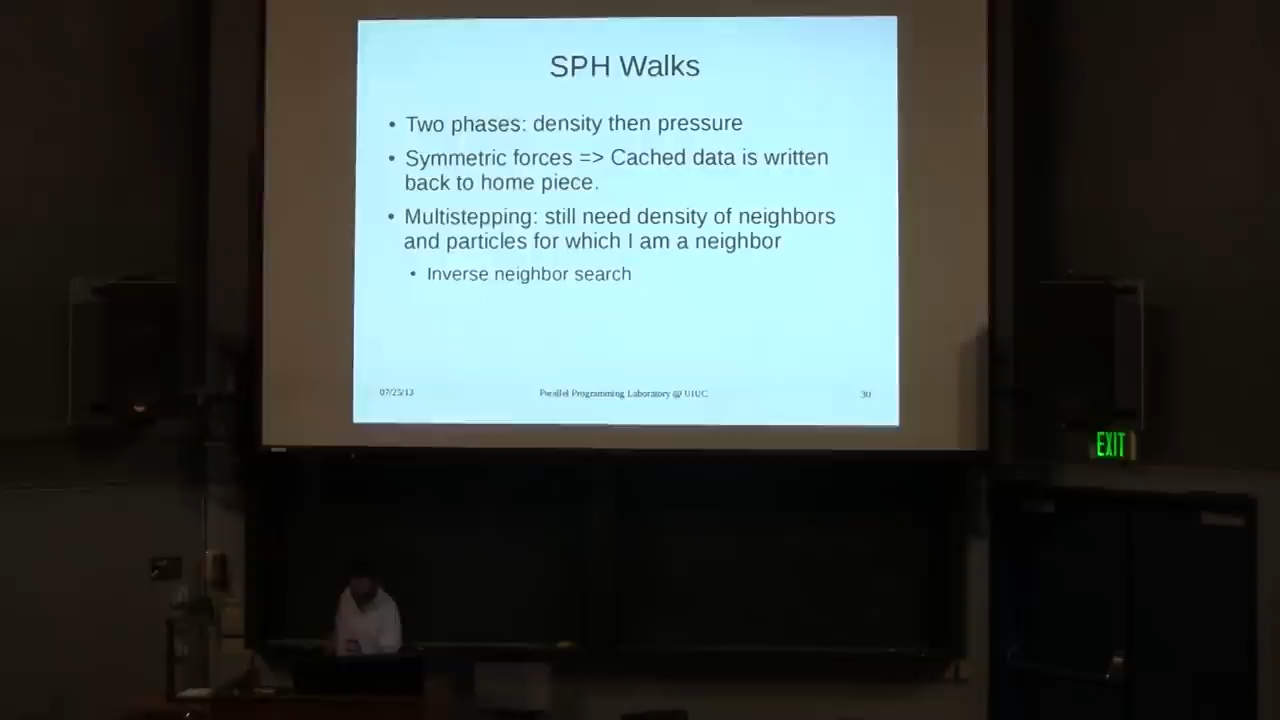 SPH Walks
• Two phases: density then pressure
• Symmetric forces => Cached data is written
back to home piece.
• Multistepping: still need density of neighbors
and particles for which I am a neighbor
• Inverse neighbor search
07/25/13 Parallel Programming Laboratory @ UIUC 30
EXIT